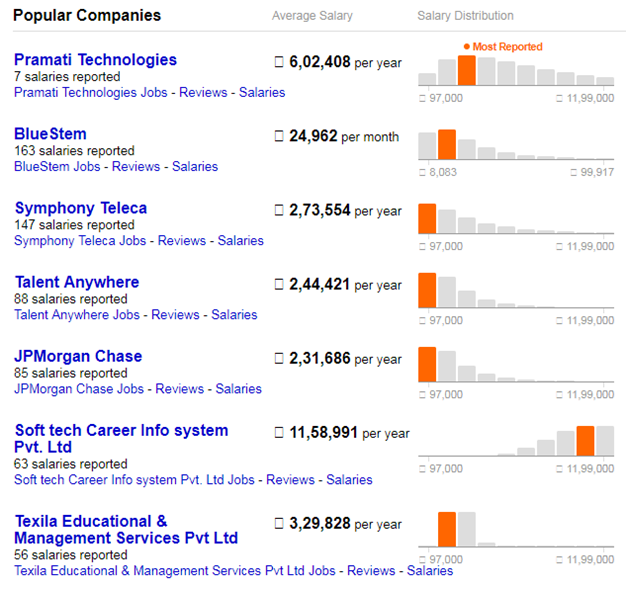 Popular Companies Average Salary Salary Distribution
Most Reported
Pramati Technologies 6,02,408 per year
7 salaries reported
Pramati Technologies Jobs - Reviews - Salaries
97,000 11,99,000
BlueStem 24,962 per month
163 salaries reported
BlueStem Jobs - Reviews - Salaries
8,083 99,917
Symphony Teleca 2,73,554 per year
147 salaries reported
Symphony Teleca Jobs - Reviews - Salaries
97,000 11,99,000
Talent Anywhere 2,44,421 per year
88 salaries reported
Talent Anywhere Jobs - Reviews - Salaries
97,000 11,99,000
JPMorgan Chase 2,31,686 per year
85 salaries reported
JPMorgan Chase Jobs - Reviews - Salaries
97,000 11,99,000
Soft tech Career Info system 11,58,991 per year
Pvt. Ltd
63 salaries reported
97,000 11,99,000
Soft tech Career Info system Pvt. Ltd Jobs - Reviews - Salaries
Texila Educational & 3,29,828 per year
Management Services Pvt Ltd
56 salaries reported
97,000 11,99,000
Texila Educational & Management Services Pvt Ltd Jobs - Reviews - Salaries